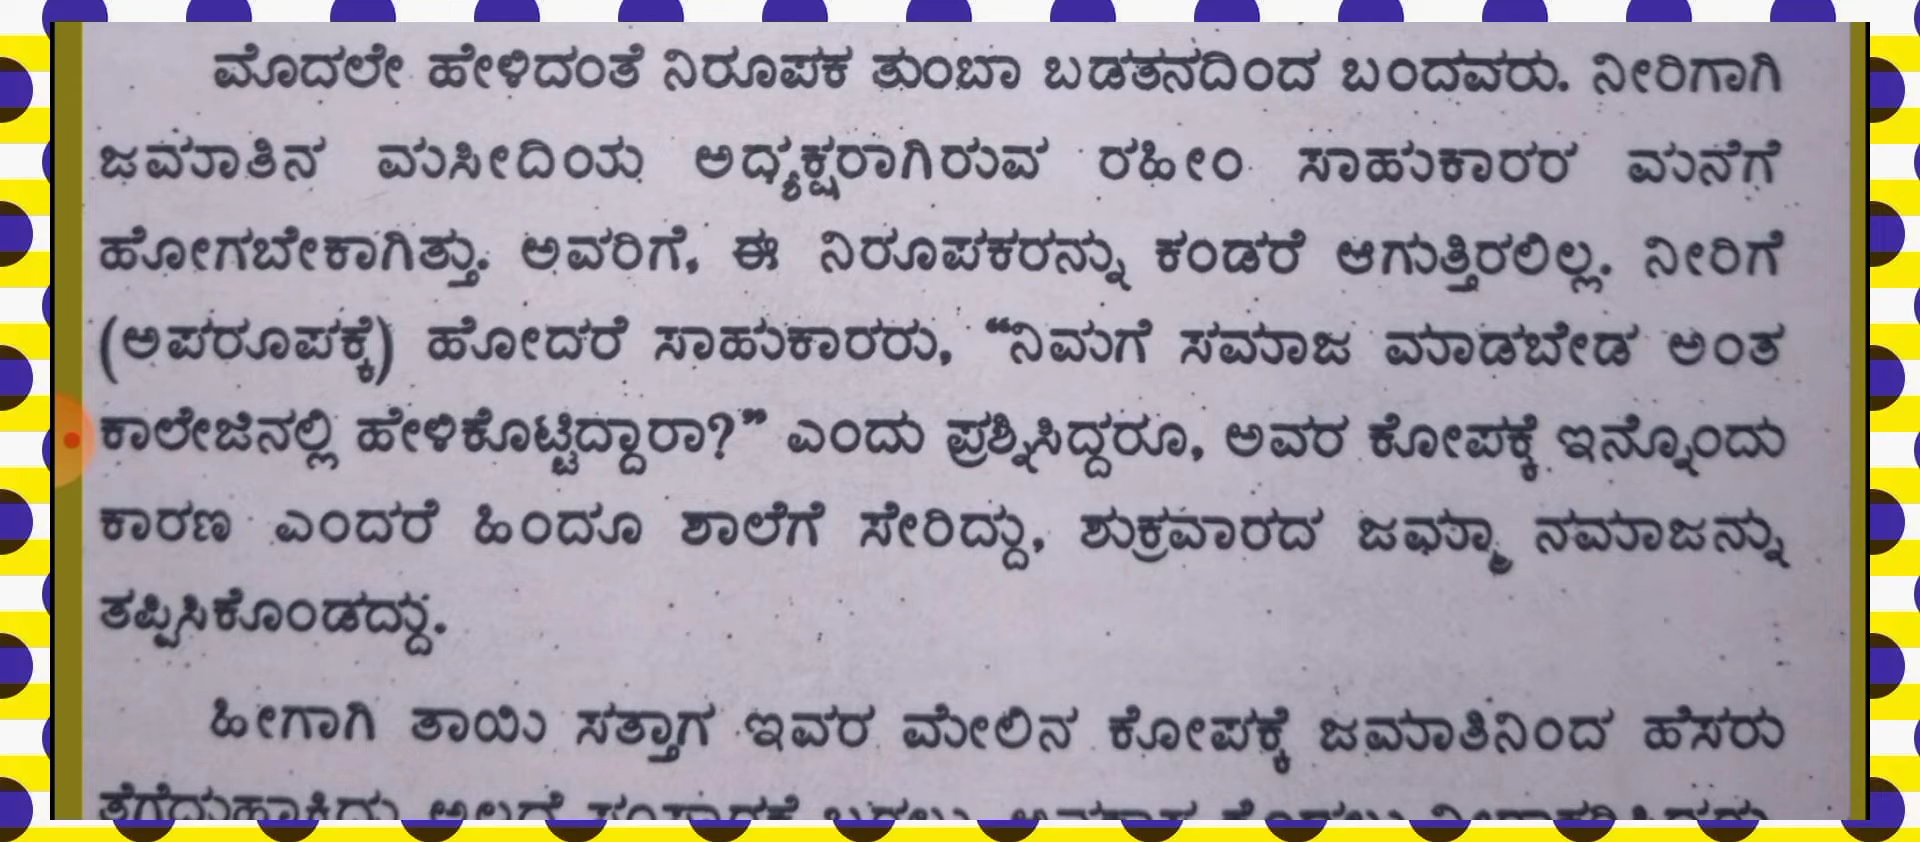 ಮೊದಲೇ ಹೇಳಿದಂತೆ ನಿರೂಪಕ ತುಂಬಾ ಬಡತನದಿಂದ ಬಂದವರು. ನೀರಿಗಾಗಿ
ಜಮಾತಿನ ಮಸೀದಿಯ ಅಧ್ಯಕ್ಷರಾಗಿರುವ ರಹೀಂ ಸಾಹುಕಾರರ ಮನೆಗೆ
ಹೋಗಬೇಕಾಗಿತ್ತು. ಅವರಿಗೆ, ಈ ನಿರೂಪಕರನ್ನು ಕಂಡರೆ ಆಗುತ್ತಿರಲಿಲ್ಲ. ನೀರಿಗೆ
(ಅಪರೂಪಕ್ಕೆ) ಹೋದರೆ ಸಾಹುಕಾರರು, “ನಿಮಗೆ ಸಮಾಜ ಮಾಡಬೇಡ ಅಂತ
ಕಾಲೇಜಿನಲ್ಲಿ ಹೇಳಿಕೊಟ್ಟಿದ್ದಾರಾ?” ಎಂದು ಪ್ರಶ್ನಿಸಿದ್ದರೂ, ಅವರ ಕೋಪಕ್ಕೆ ಇನ್ನೊಂದು
ಕಾರಣ ಎಂದರೆ ಹಿಂದೂ ಶಾಲೆಗೆ ಸೇರಿದ್ದು, ಶುಕ್ರವಾರದ ಜಮ್ಮಾ ನಮಾಜನ್ನು
ತಪ್ಪಿಸಿಕೊಂಡದ್ದು.
ಹೀಗಾಗಿ ತಾಯಿ ಸತ್ತಾಗ ಇವರ ಮೇಲಿನ ಕೋಪಕ್ಕೆ ಜಮಾತಿನಿಂದ ಹೆಸರು